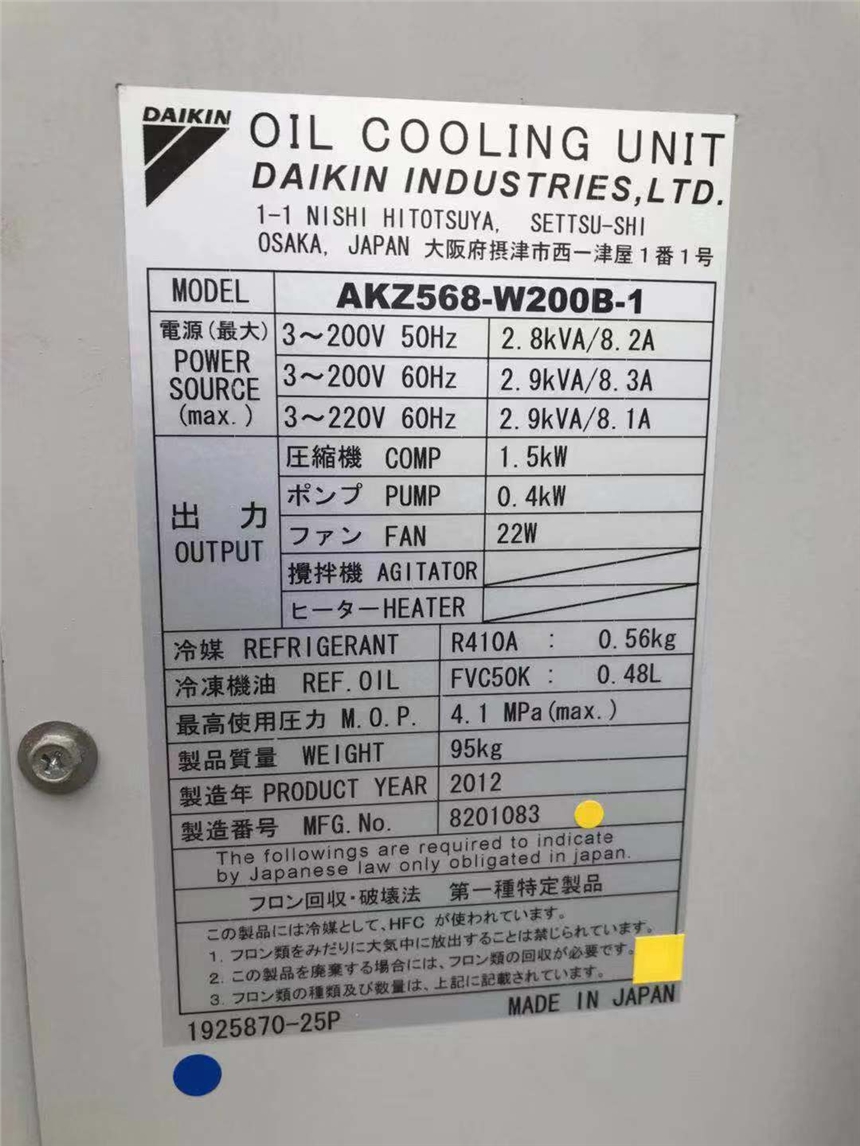 DAIKIN
OIL COOLING UNIT
DAIKIN INDUSTRIES,LTD.
1-1 NISHI HITOTSUYA, SETTSU-SHI
OSAKA, JAPAN 大阪府摂津市西一津屋1番1号
MODEL AKZ568-W200B-1
電源(最大) POWER SOURCE (max.)
3～200V 50Hz 2.8kVA/8.2A
3～200V 60Hz 2.9kVA/8.3A
3～220V 60Hz 2.9kVA/8.1A
出力 OUTPUT
圧縮機 COMP 1.5kW
ポンプ PUMP 0.4kW
ファン FAN 22W
攪拌機 AGITATOR
ヒーター HEATER
冷媒 REFRIGERANT R410A : 0.56kg
冷凍機油 REF.OIL FVC50K : 0.48L
最高使用圧力 M.O.P. 4.1 MPa(max.)
製品質量 WEIGHT 95kg
製造年 PRODUCT YEAR 2012
製造番号 MFG.No. 8201083
The followings are required to indicate
by Japanese law only obligated in japan.
フロン回収・破壊法 第一種特定製品
この製品には冷媒として、HFC が使われています。
1. フロン類をみだりに大気中に放出することは禁じられています。
2. この製品を廃棄する場合には、フロン類の回収が必要です。
3. フロン類の種類及び数量は、上記に記載されています。
1925870-25P MADE IN JAPAN